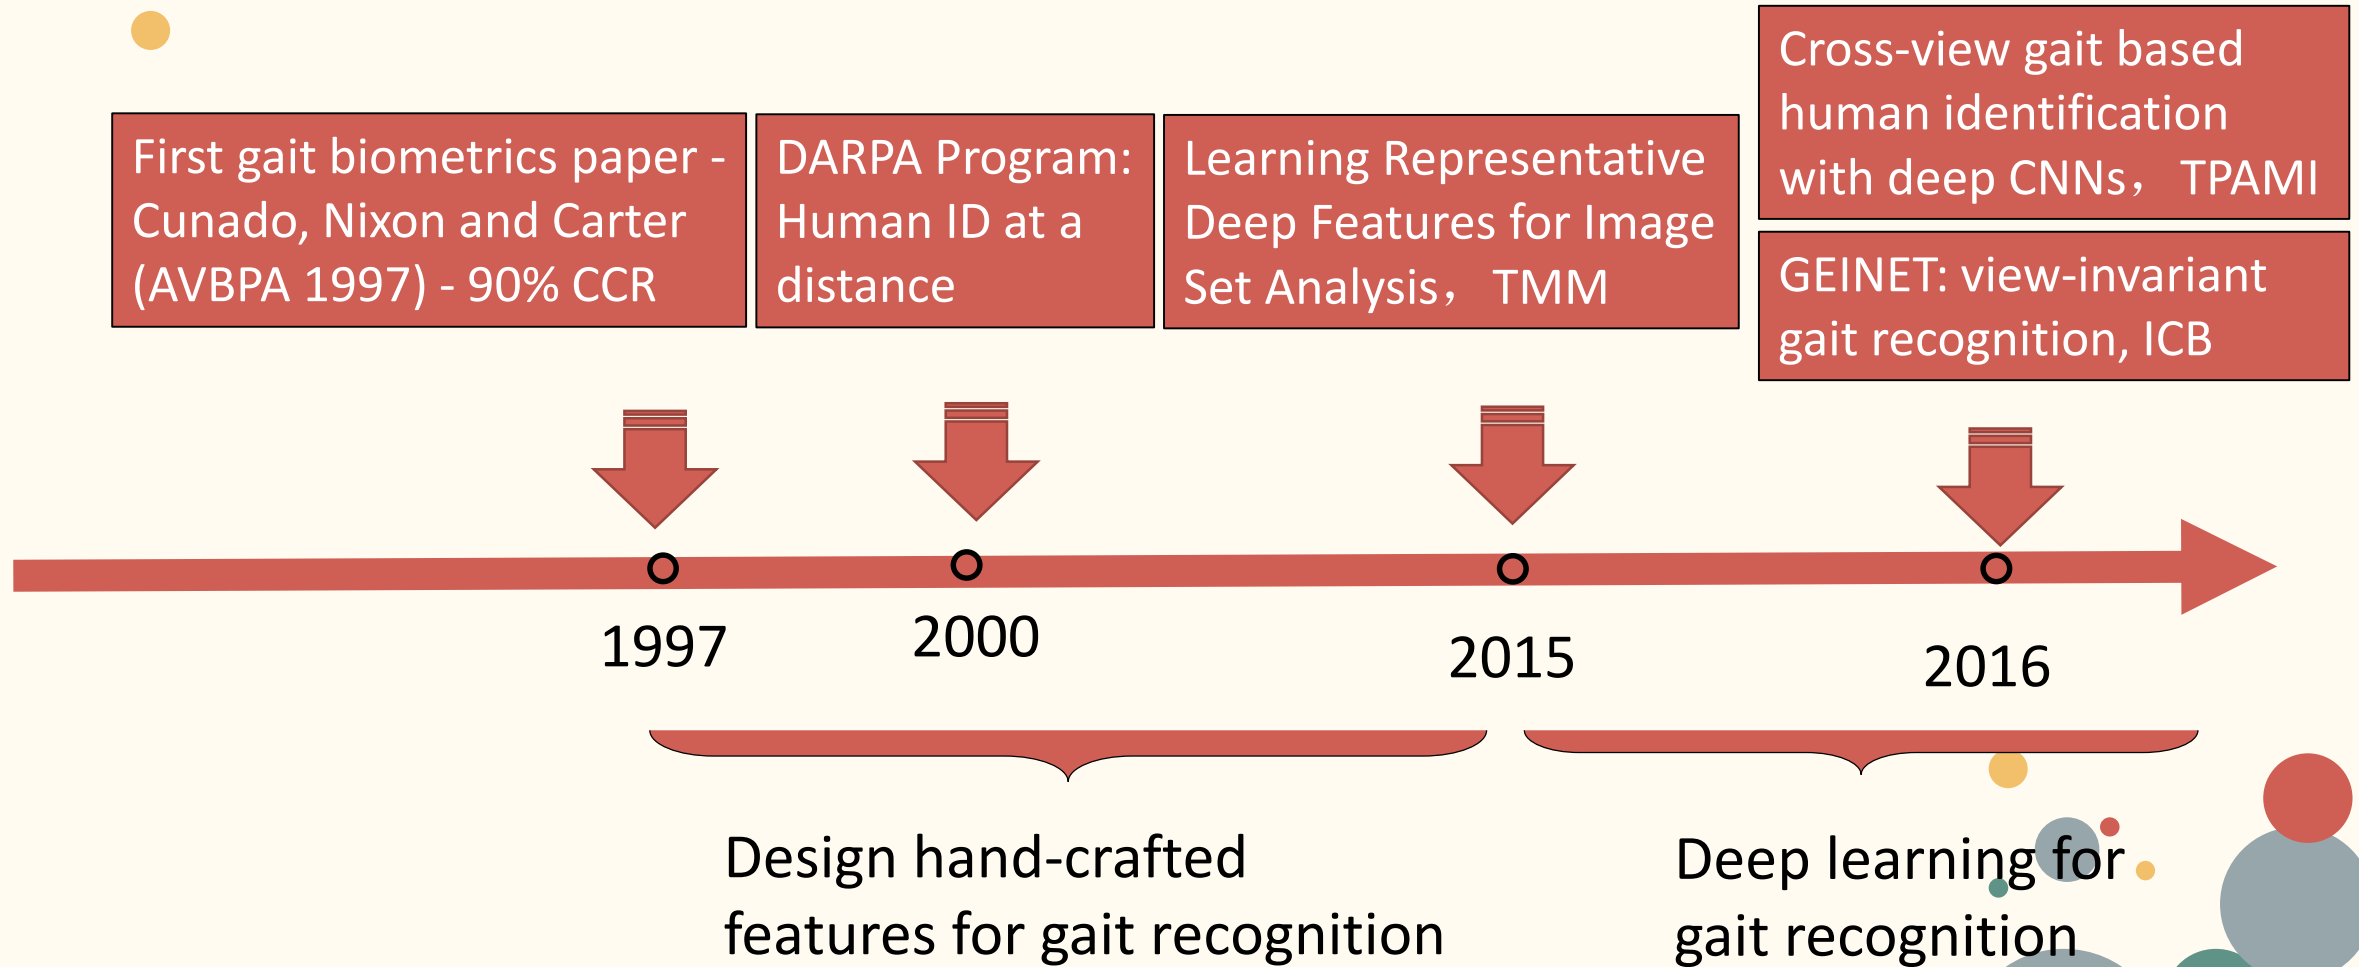 First gait biometrics paper -
Cunado, Nixon and Carter
(AVBPA 1997) - 90% CCR
DARPA Program:
Human ID at a
distance
Learning Representative
Deep Features for Image
Set Analysis，TMM
Cross-view gait based
human identification
with deep CNNs，TPAMI
GEINET: view-invariant
gait recognition, ICB
1997
2000
2015
2016
Design hand-crafted
features for gait recognition
Deep learning for
gait recognition